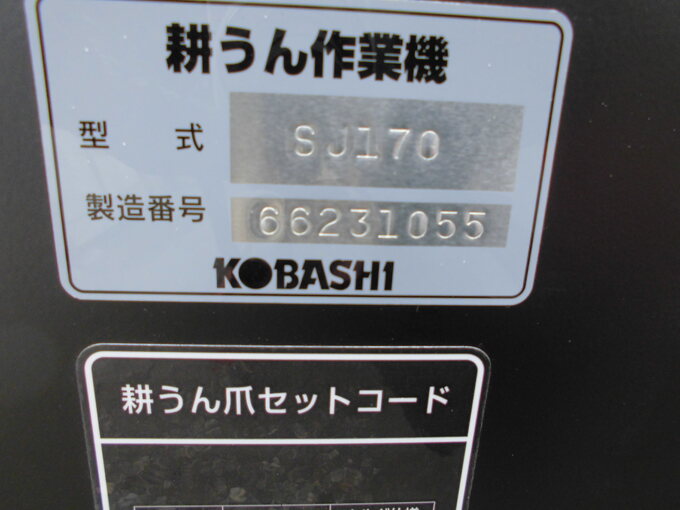 耕うん作業機
型式 SJ170
製造番号 66231055
KOBASHI
耕うん爪セットコード